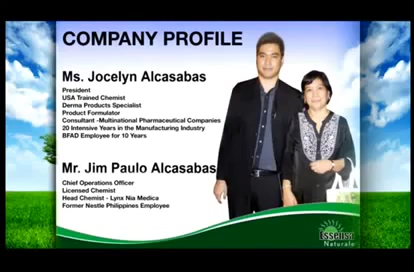 COMPANY PROFILE
Ms. Jocelyn Alcasabas
President
USA Trained Chemist
Derma Products Specialist
Product Formulator
Consultant -Multinational Pharmaceutical Companies
20 Intensive Years in the Manufacturing Industry
BFAD Employee for 10 Years
Mr. Jim Paulo Alcasabas
Chief Operations Officer
Licensed Chemist
Head Chemist - Lynx Nia Medica
Former Nestle Philippines Employee
Essensa
Naturale